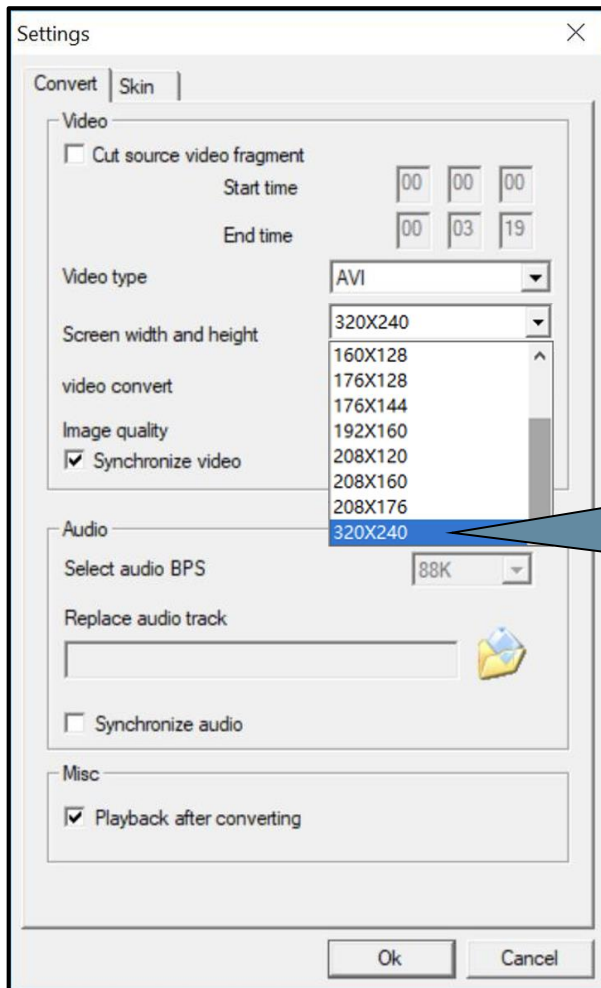 Settings
Convert Skin
Video
Cut source video fragment
Start time 00 00 00
End time 00 03 19
Video type AVI
Screen width and height 320X240
160X128
176X128
176X144
192X160
208X120
208X160
208X176
320X240
video convert
Image quality
Synchronize video
Audio
Select audio BPS 88K
Replace audio track
Synchronize audio
Misc
Playback after converting
Ok Cancel